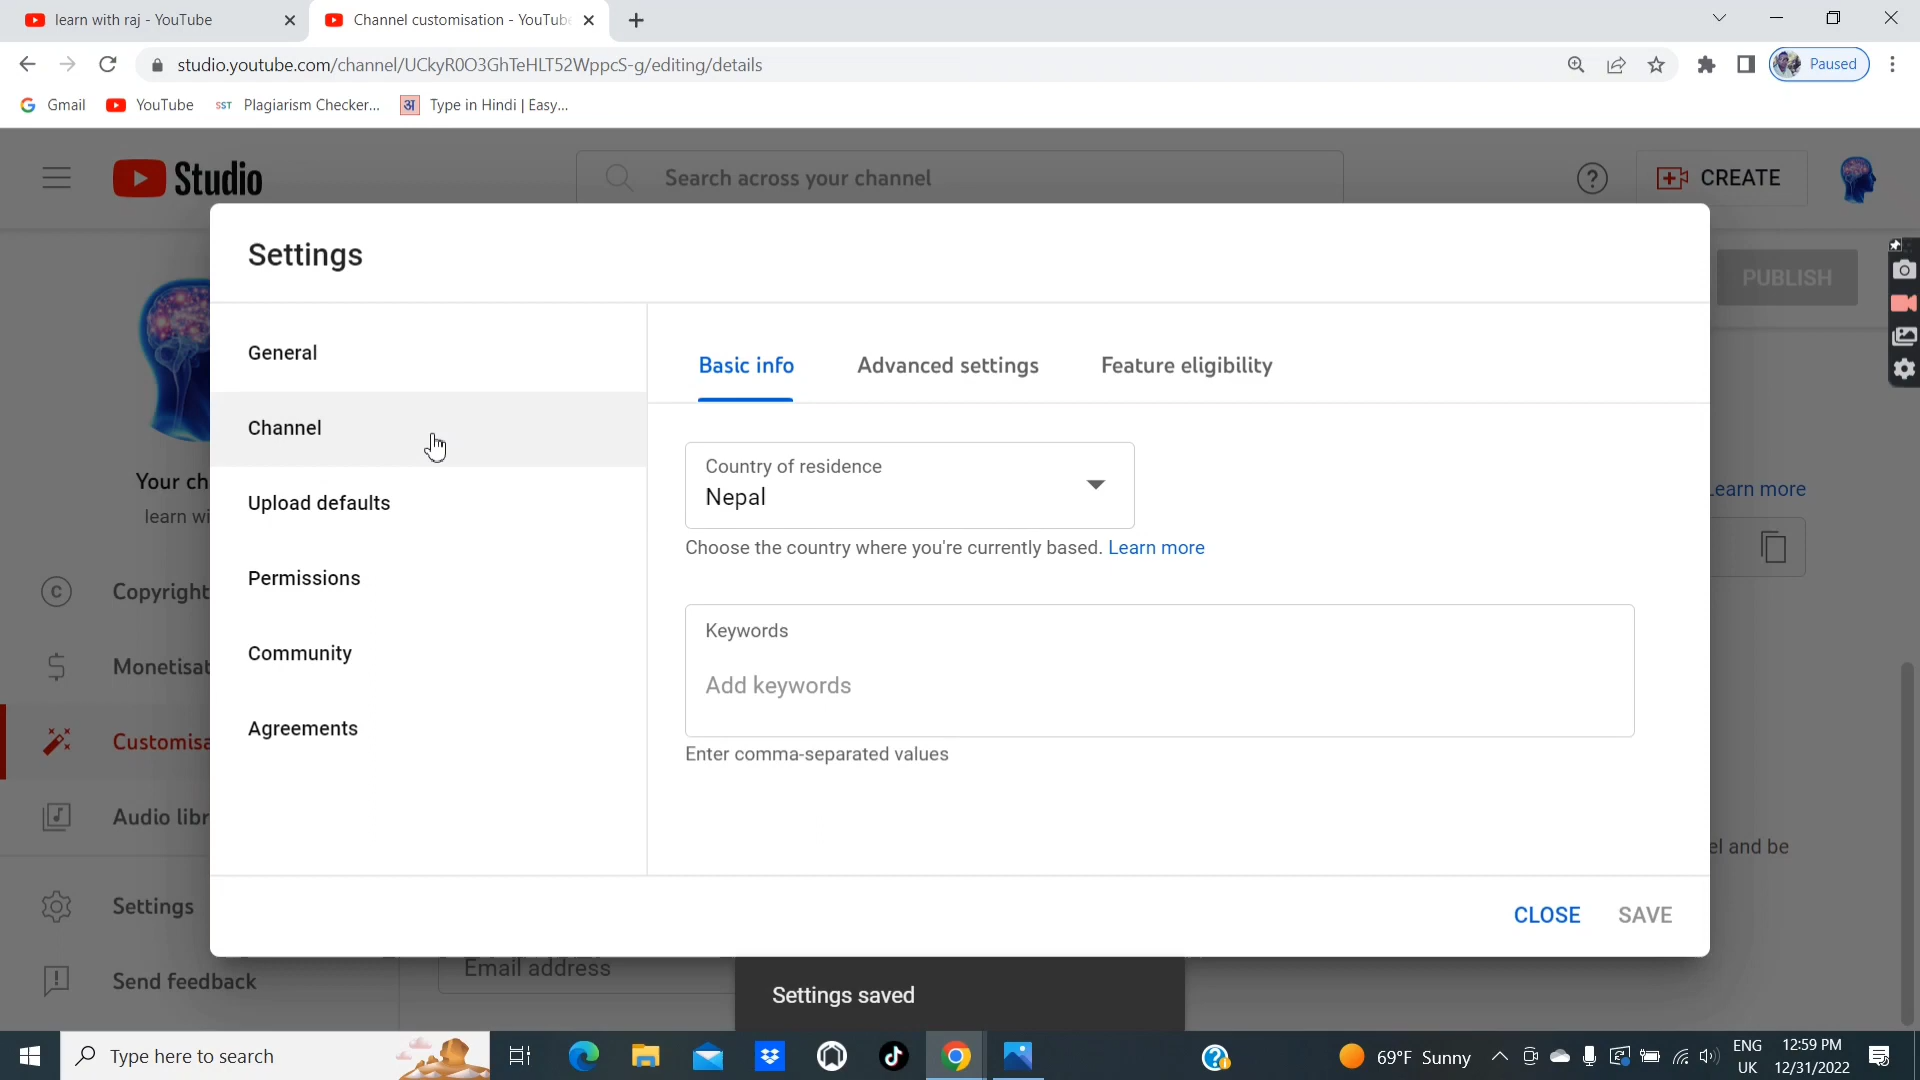 learn with raj - YouTube
Channel customisation - YouTub
studio.youtube.com/channel/UCkyR0O3GhTeHLT52WppcS-g/editing/details
Paused
Gmail
YouTube
SST Plagiarism Checker...
अ Type in Hindi | Easy...
Studio
Search across your channel
CREATE
Settings
PUBLISH
General
Basic info
Advanced settings
Feature eligibility
Channel
Country of residence
Nepal
Your ch
learn wi
Upload defaults
Learn more
Choose the country where you're currently based. Learn more
Copyright
Permissions
Keywords
Add keywords
Monetisat
Community
Customisa
Agreements
Enter comma-separated values
Audio libr
el and be
Settings
CLOSE
SAVE
Send feedback
Email address
Settings saved
Type here to search
69°F Sunny
ENG
UK
12:59 PM
12/31/2022